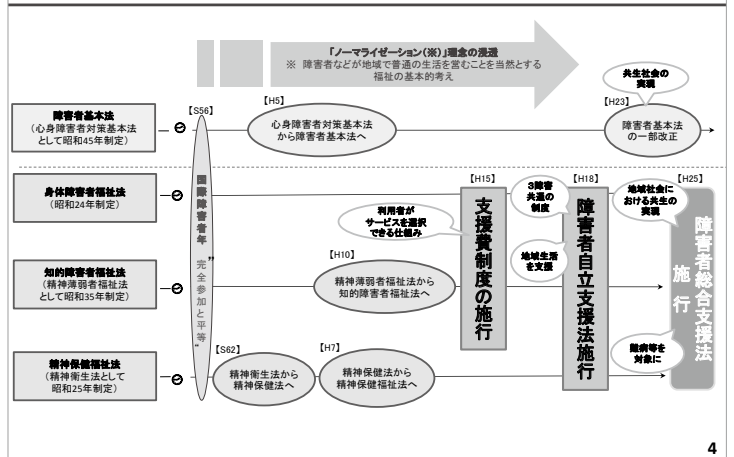 「ノーマライゼーション(※)」理念の浸透
※ 障害者などが地域で普通の生活を営むことを当然とする
福祉の基本的考え
共生社会の
実現
障害者基本法
(心身障害者対策基本法
として昭和45年制定)
【S56】
【H5】
心身障害者対策基本法
から障害者基本法へ
【H23】
障害者基本法
の一部改正
身体障害者福祉法
(昭和24年制定)
国際障害者年
完全参加と平等
利用者が
サービスを選択
できる仕組み
【H15】
支援費制度の施行
3障害
共通の
制度
地域生活
を支援
【H18】
障害者自立支援法施行
地域社会に
おける共生の
実現
【H25】
障害者総合支援法
施行
難病等を
対象に
知的障害者福祉法
(精神薄弱者福祉法
として昭和35年制定)
【H10】
精神薄弱者福祉法から
知的障害者福祉法へ
精神保健福祉法
(精神衛生法として
昭和25年制定)
【S62】
精神衛生法から
精神保健法へ
【H7】
精神保健法から
精神保健福祉法へ
4